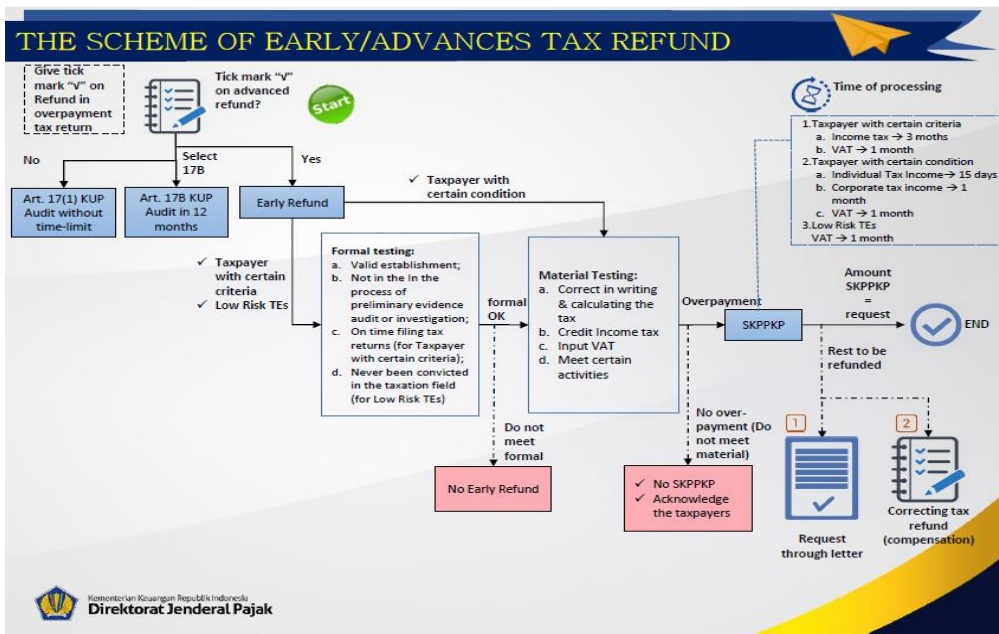 THE SCHEME OF EARLY/ADVANCES TAX REFUND
Give tick
mark "√" on
Refund in
overpayment
tax return
Tick mark "√"
on advanced
refund?
Start
No
Select
17B
Yes
Art. 17(1) KUP
Audit without
time-limit
Art. 17B KUP
Audit in 12
months
Early Refund
✓ Taxpayer with
certain condition
✓ Taxpayer
with certain
criteria
✓ Low Risk TEs
Formal testing:
a. Valid establishment;
b. Not in the In the
process of
preliminary evidence
audit or investigation;
c. On time filing tax
returns (for Taxpayer
with certain criteria);
d. Never been convicted
in the taxation field
(for Low Risk TEs)
formal
OK
Do not
meet
formal
No Early Refund
Material Testing:
a. Correct in writing
& calculating the
tax
b. Credit Income tax
c. Input VAT
d. Meet certain
activities
Overpayment
No over-
payment (Do
not meet
material)
✓ No SKPPKP
✓ Acknowledge
the taxpayers
SKPPKP
Time of processing
1.Taxpayer with certain criteria
a. Income tax → 3 moths
b. VAT → 1 month
2.Taxpayer with certain condition
a. Individual Tax Income→ 15 days
b. Corporate tax income → 1
month
c. VAT → 1 month
3.Low Risk TEs
VAT → 1 month
Amount
SKPPKP
=
request
END
Rest to be
refunded
1
2
Request
through letter
Correcting tax
refund
(compensation)
Kementerian Keuangan Republik Indonesia
Direktorat Jenderal Pajak